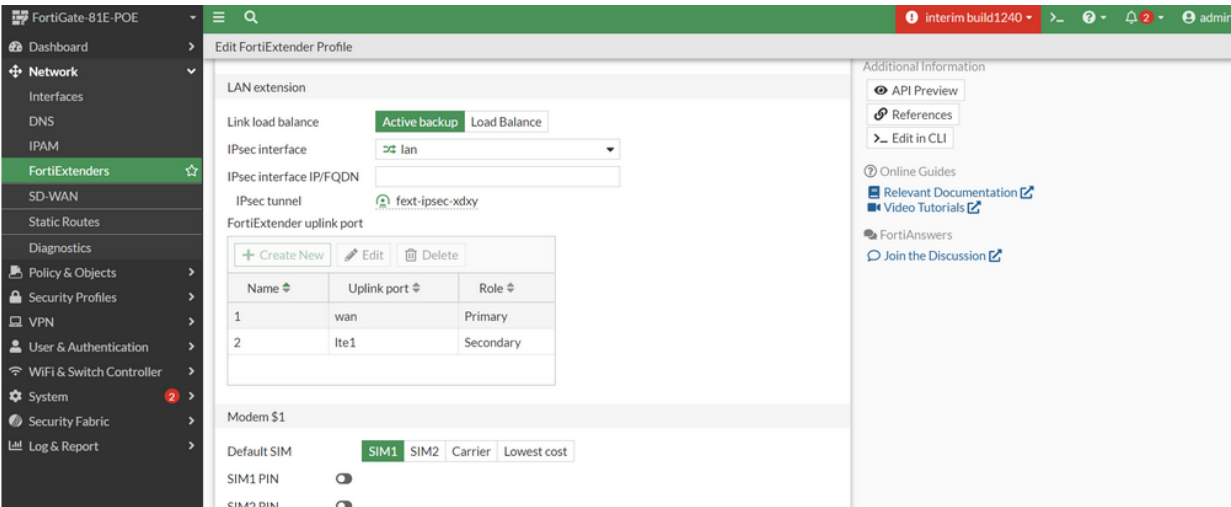 FortiGate-81E-POE
interim build1240
>_
2
admin
Dashboard
Network
Interfaces
DNS
IPAM
FortiExtenders
SD-WAN
Static Routes
Diagnostics
Policy & Objects
Security Profiles
VPN
User & Authentication
WiFi & Switch Controller
System 2
Security Fabric
Log & Report
Edit FortiExtender Profile
LAN extension
Link load balance Active backup Load Balance
IPsec interface lan
IPsec interface IP/FQDN
IPsec tunnel fext-ipsec-xdxy
FortiExtender uplink port
+ Create New Edit Delete
Name Uplink port Role
1 wan Primary
2 lte1 Secondary
Modem $1
Default SIM SIM1 SIM2 Carrier Lowest cost
SIM1 PIN
SIM2 PIN
Additional Information
API Preview
References
>_ Edit in CLI
Online Guides
Relevant Documentation
Video Tutorials
FortiAnswers
Join the Discussion